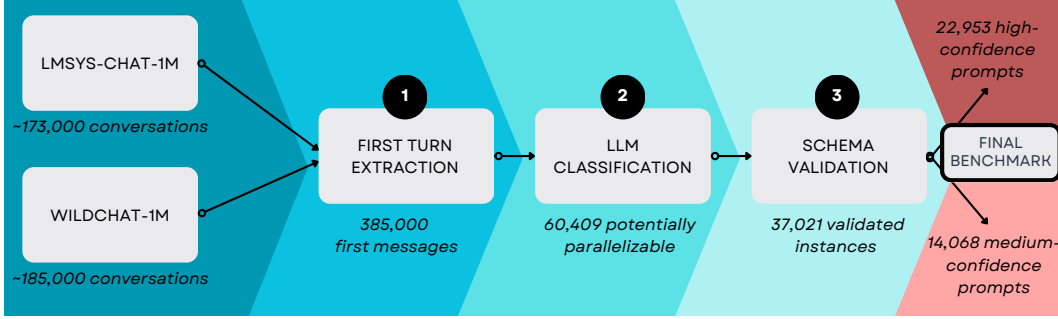 LMSYS-CHAT-1M
~173,000 conversations
WILDCHAT-1M
~185,000 conversations
1
FIRST TURN
EXTRACTION
385,000
first messages
2
LLM
CLASSIFICATION
60,409 potentially
parallelizable
3
SCHEMA
VALIDATION
37,021 validated
instances
22,953 high-
confidence
prompts
FINAL
BENCHMARK
14,068 medium-
confidence
prompts